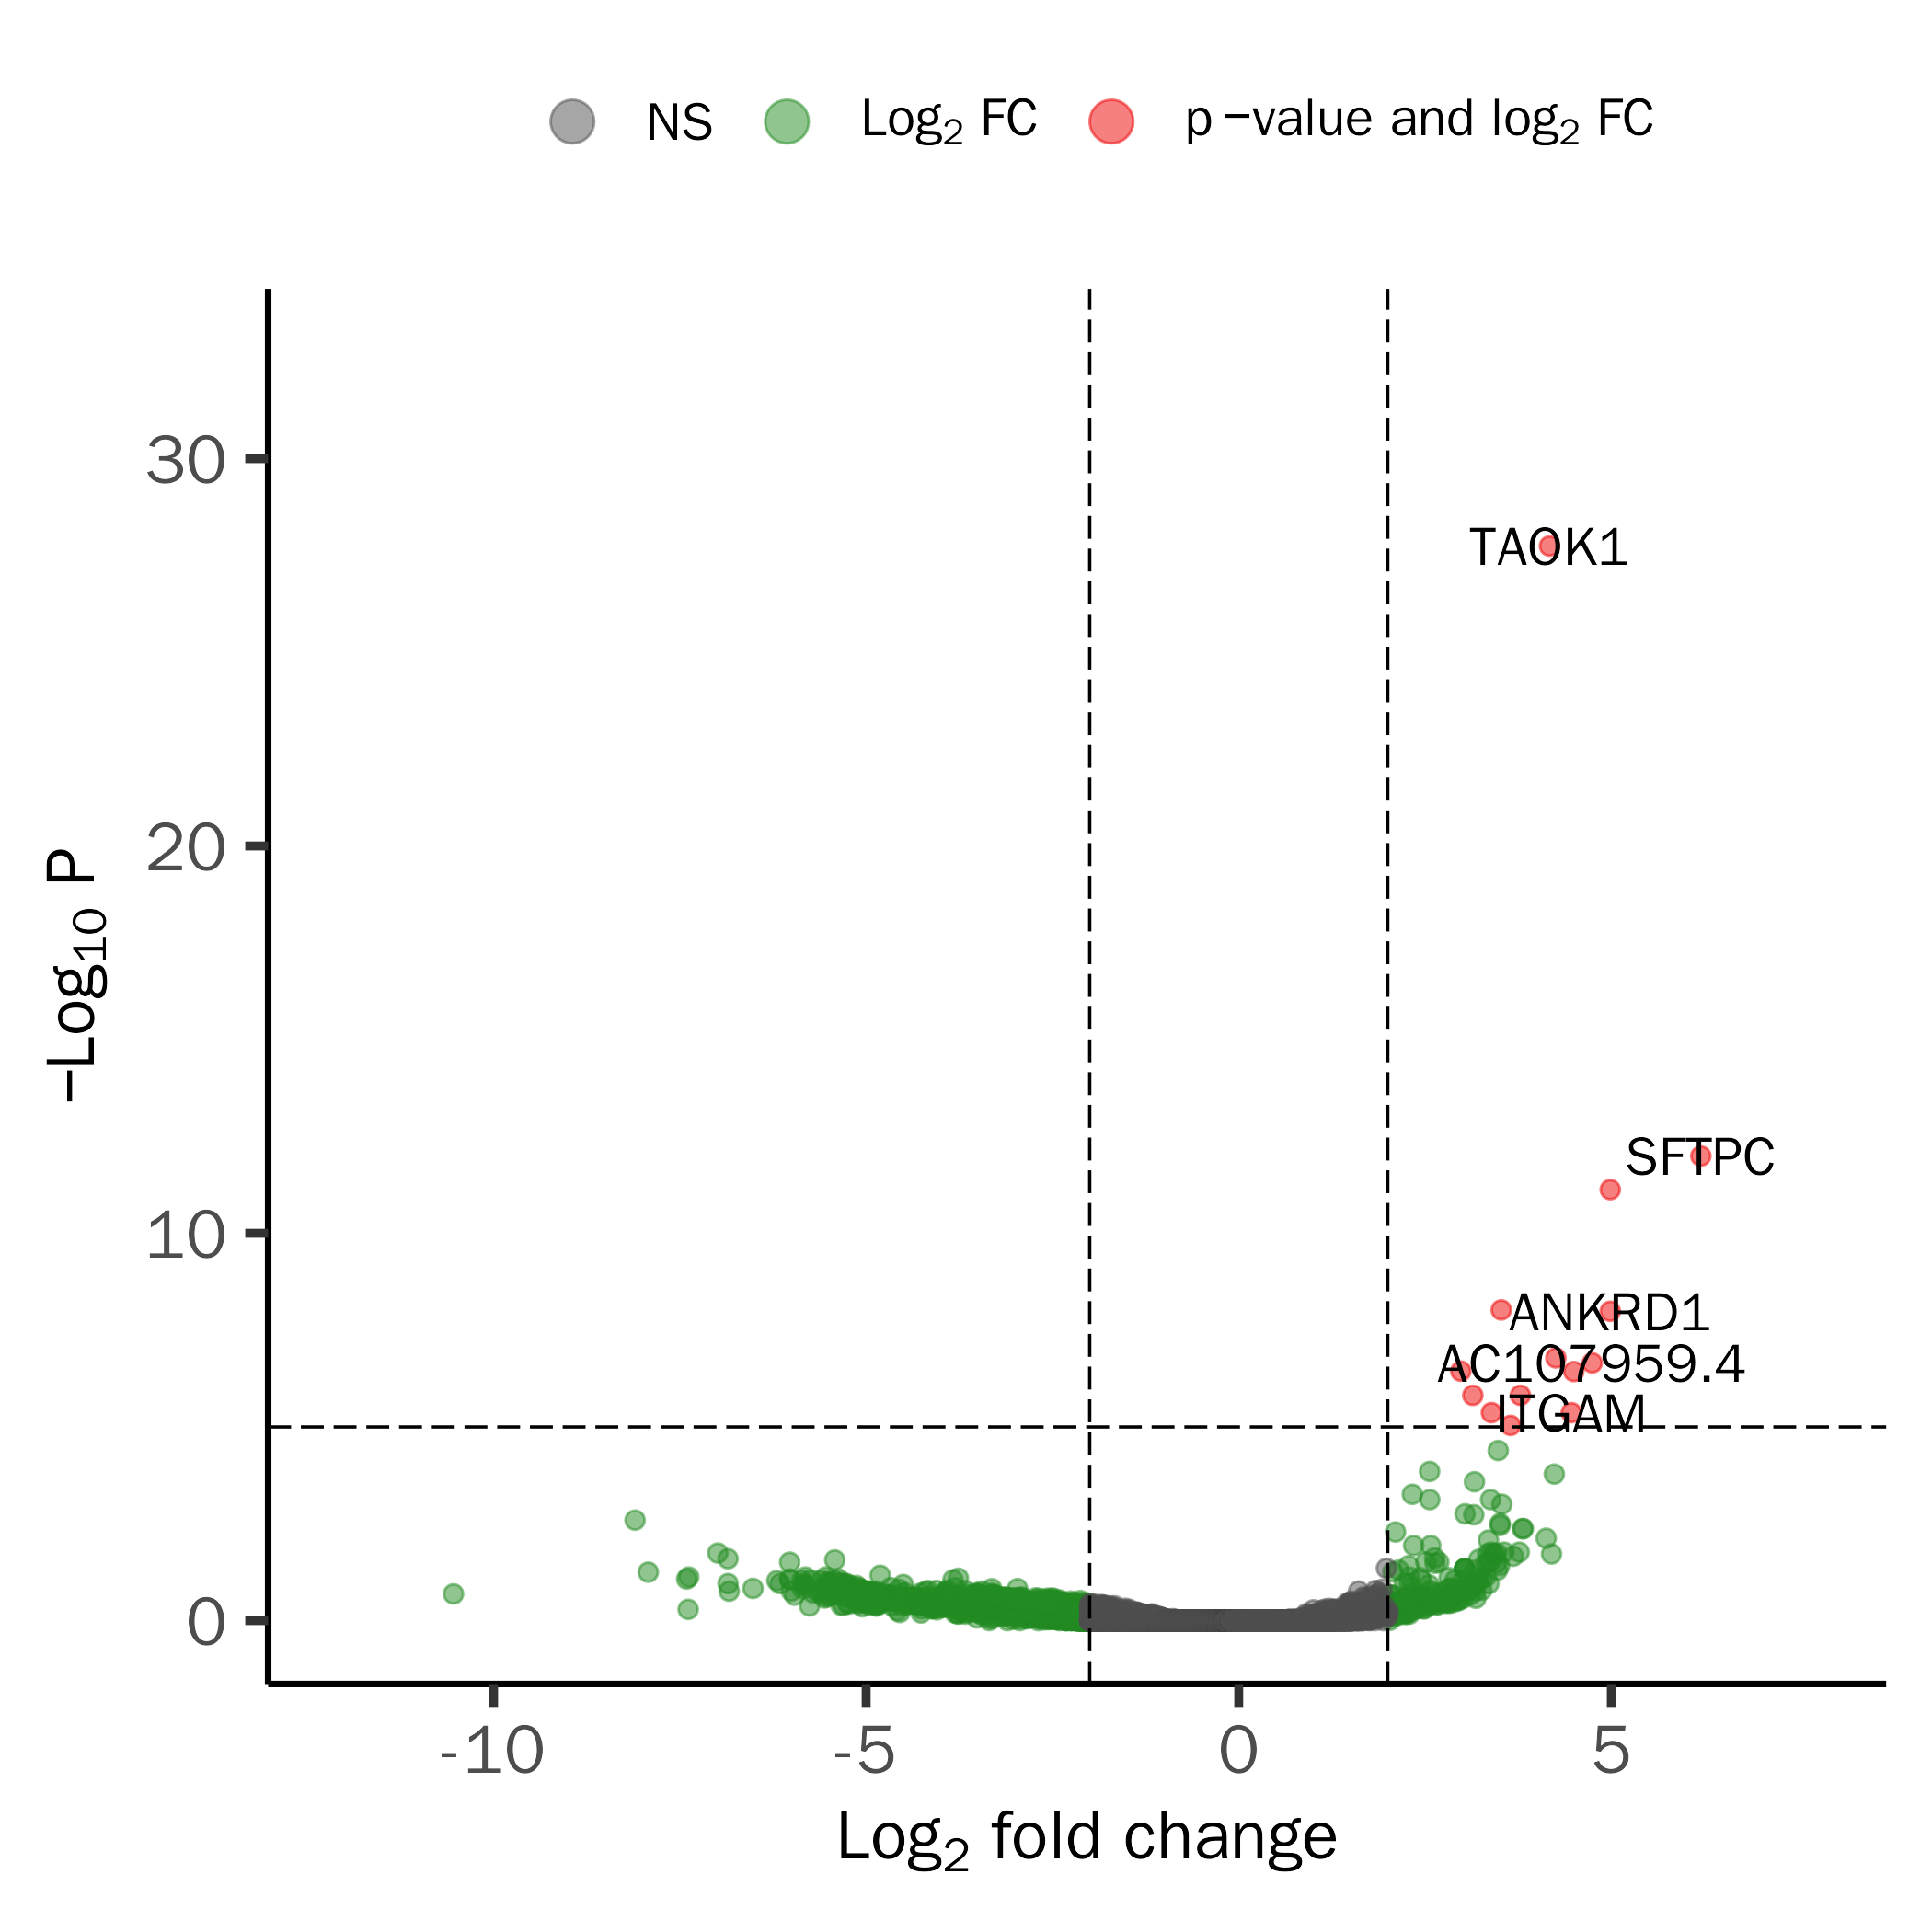 NS Log2 FC p −value and log2 FC
30
20
10
0
−Log10 P
TAOK1
SFTPC
ANKRD1
AC107959.4
ITGAM
-10 -5 0 5
Log2 fold change